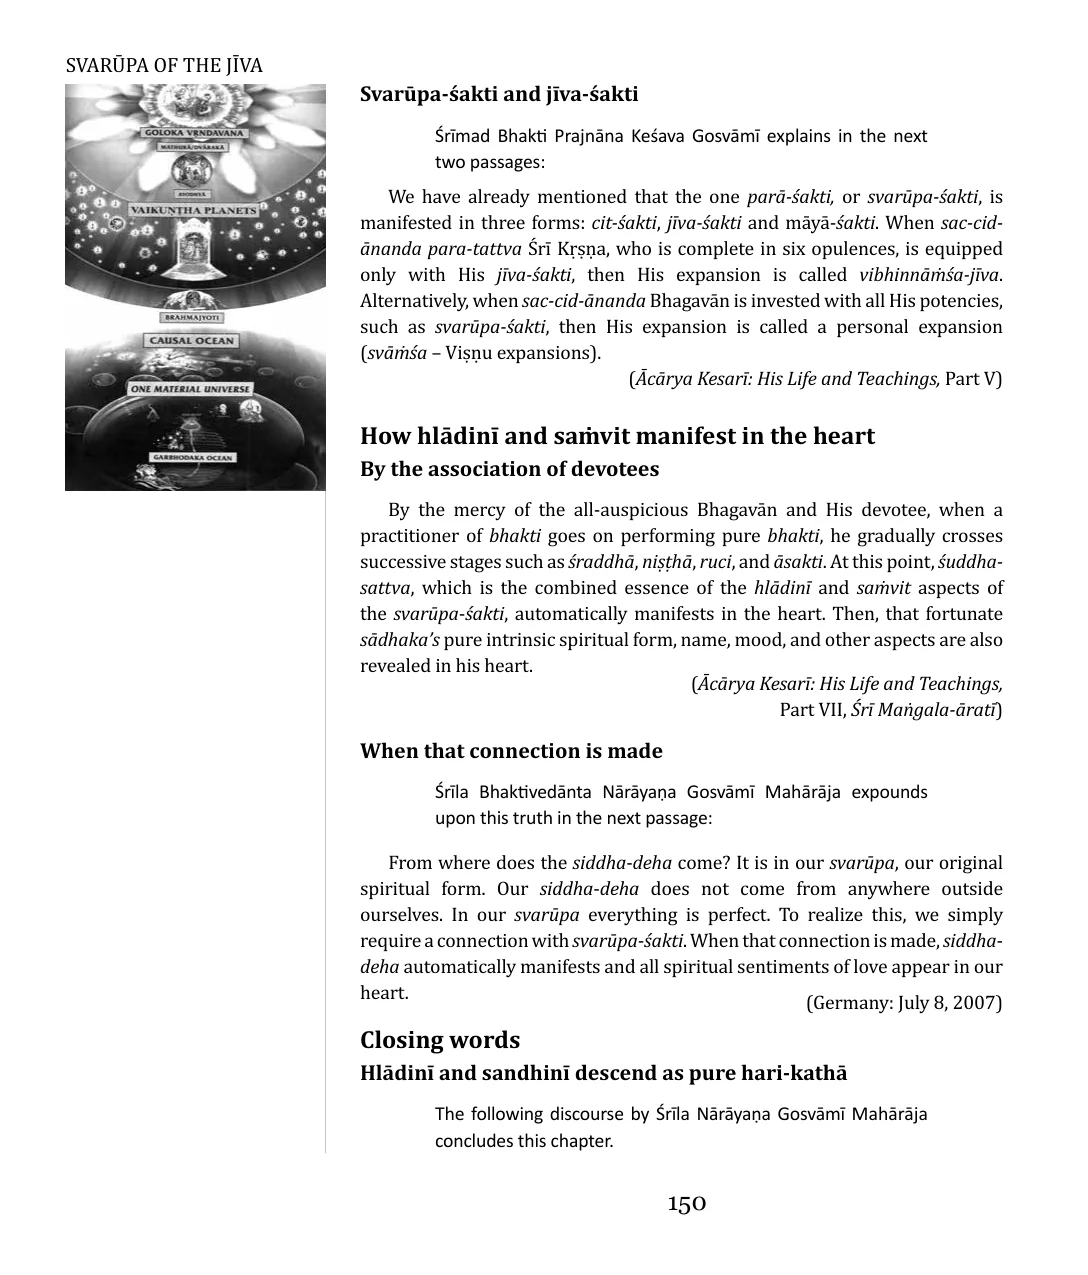 SVARŪPA OF THE JĪVA
GOLOKA VṚNDAVANA
MATHURĀ/DVĀRAKĀ
AYODHYĀ
VAIKUṆṬHA PLANETS
BRAHMAJYOTI
CAUSAL OCEAN
ONE MATERIAL UNIVERSE
GARBHODAKA OCEAN
Svarūpa-śakti and jīva-śakti
Śrīmad Bhakti Prajnāna Keśava Gosvāmī explains in the next
two passages:
We have already mentioned that the one parā-śakti, or svarūpa-śakti, is
manifested in three forms: cit-śakti, jīva-śakti and māyā-śakti. When sac-cid-
ānanda para-tattva Śrī Kṛṣṇa, who is complete in six opulences, is equipped
only with His jīva-śakti, then His expansion is called vibhinnāṁśa-jīva.
Alternatively, when sac-cid-ānanda Bhagavān is invested with all His potencies,
such as svarūpa-śakti, then His expansion is called a personal expansion
(svāṁśa – Viṣṇu expansions).
(Ācārya Kesarī: His Life and Teachings, Part V)
How hlādinī and saṁvit manifest in the heart
By the association of devotees
By the mercy of the all-auspicious Bhagavān and His devotee, when a
practitioner of bhakti goes on performing pure bhakti, he gradually crosses
successive stages such as śraddhā, niṣṭhā, ruci, and āsakti. At this point, śuddha-
sattva, which is the combined essence of the hlādinī and saṁvit aspects of
the svarūpa-śakti, automatically manifests in the heart. Then, that fortunate
sādhaka's pure intrinsic spiritual form, name, mood, and other aspects are also
revealed in his heart.
(Ācārya Kesarī: His Life and Teachings,
Part VII, Śrī Maṅgala-āratī)
When that connection is made
Śrīla Bhaktivedānta Nārāyaṇa Gosvāmī Mahārāja expounds
upon this truth in the next passage:
From where does the siddha-deha come? It is in our svarūpa, our original
spiritual form. Our siddha-deha does not come from anywhere outside
ourselves. In our svarūpa everything is perfect. To realize this, we simply
require a connection with svarūpa-śakti. When that connection is made, siddha-
deha automatically manifests and all spiritual sentiments of love appear in our
heart.
(Germany: July 8, 2007)
Closing words
Hlādinī and sandhinī descend as pure hari-kathā
The following discourse by Śrīla Nārāyaṇa Gosvāmī Mahārāja
concludes this chapter.
150